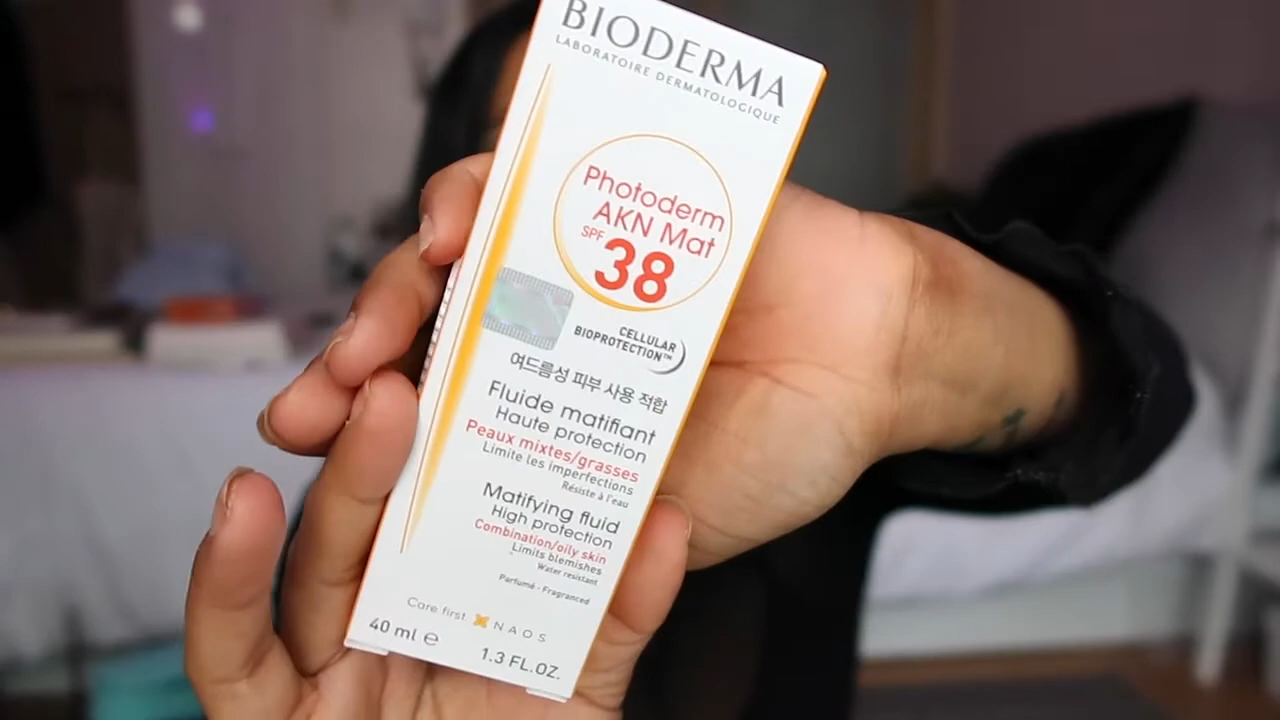 BIODERMA
LABORATOIRE DERMATOLOGIQUE
Photoderm
AKN Mat
SPF
38
CELLULAR
BIOPROTECTION™
여드름성 피부 사용 적합
Fluide matifiant
Haute protection
Peaux mixtes/grasses
Limite les imperfections
Résiste à l'eau
Matifying fluid
High protection
Combination/oily skin
Limits blemishes
Water resistant
Parfumé - Fragranced
Care first NAOS
40 ml ℮
1.3 FL.OZ.